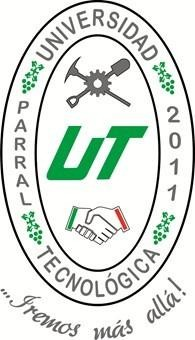 UNIVERSIDAD
PARRAL
2011
UT
TECNOLÓGICA
...Iremos más allá!